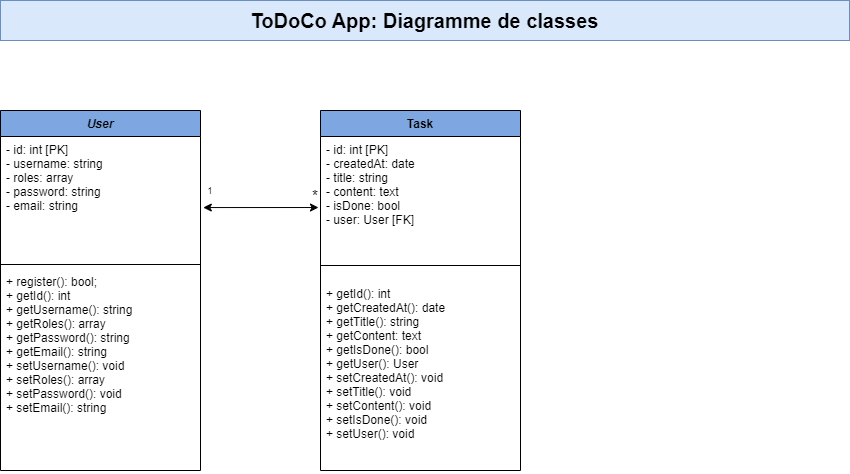 ToDoCo App: Diagramme de classes
User
- id: int [PK]
- username: string
- roles: array
- password: string
- email: string
+ register(): bool;
+ getId(): int
+ getUsername(): string
+ getRoles(): array
+ getPassword(): string
+ getEmail(): string
+ setUsername(): void
+ setRoles(): array
+ setPassword(): void
+ setEmail(): string
1
*
Task
- id: int [PK]
- createdAt: date
- title: string
- content: text
- isDone: bool
- user: User [FK]
+ getId(): int
+ getCreatedAt(): date
+ getTitle(): string
+ getContent: text
+ getIsDone(): bool
+ getUser(): User
+ setCreatedAt(): void
+ setTitle(): void
+ setContent(): void
+ setIsDone(): void
+ setUser(): void